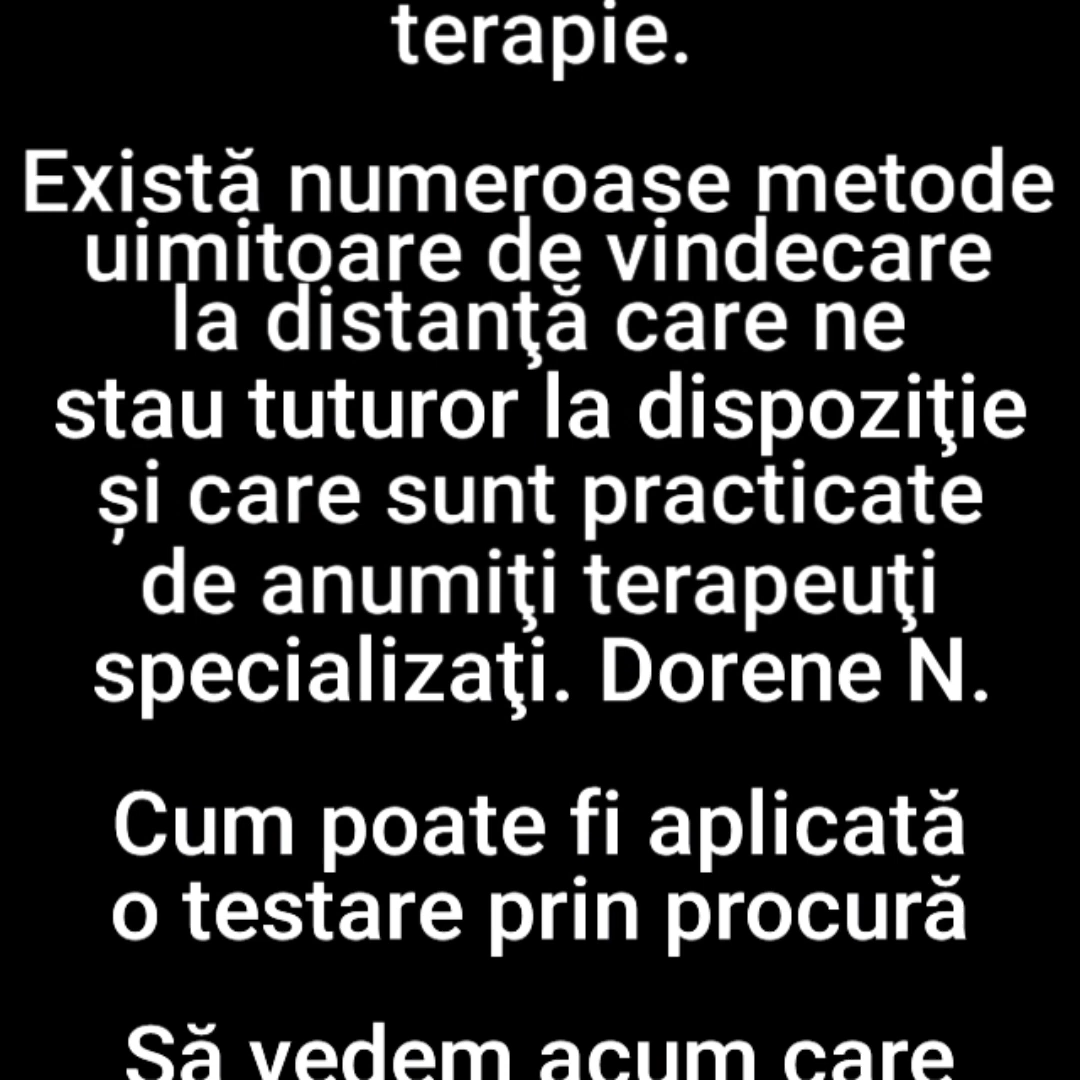 terapie.
Există numeroase metode
uimitoare de vindecare
la distanţă care ne
stau tuturor la dispoziţie
și care sunt practicate
de anumiţi terapeuţi
specializaţi. Dorene N.
Cum poate fi aplicată
o testare prin procură
Să vedem acum care